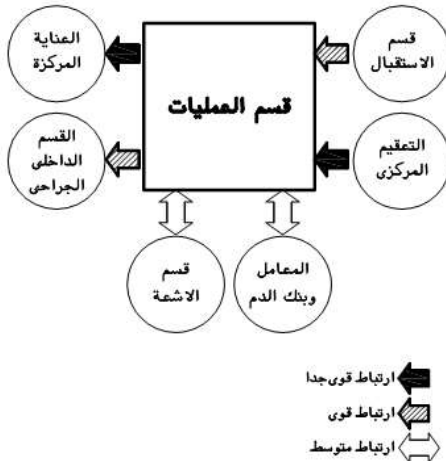 قسم
الاستقبال
العناية
المركزة
قسم العمليات
التعقيم
المركزى
القسم
الداخلى
الجراحى
المعامل
وبنك الدم
قسم
الاشعة
ارتباط قوى جدا
ارتباط قوى
ارتباط متوسط